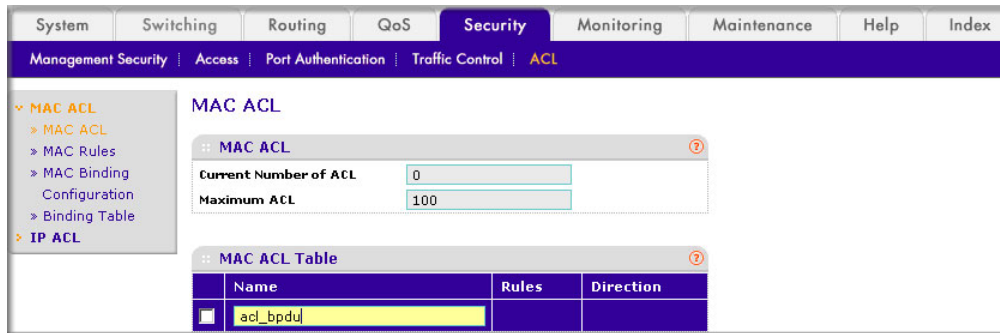 System Switching Routing QoS Security Monitoring Maintenance Help Index
Management Security Access Port Authentication Traffic Control ACL
MAC ACL
MAC ACL
MAC Rules
MAC Binding
Configuration
Binding Table
IP ACL
MAC ACL
MAC ACL
Current Number of ACL 0
Maximum ACL 100
MAC ACL Table
Name Rules Direction
acl_bpdu